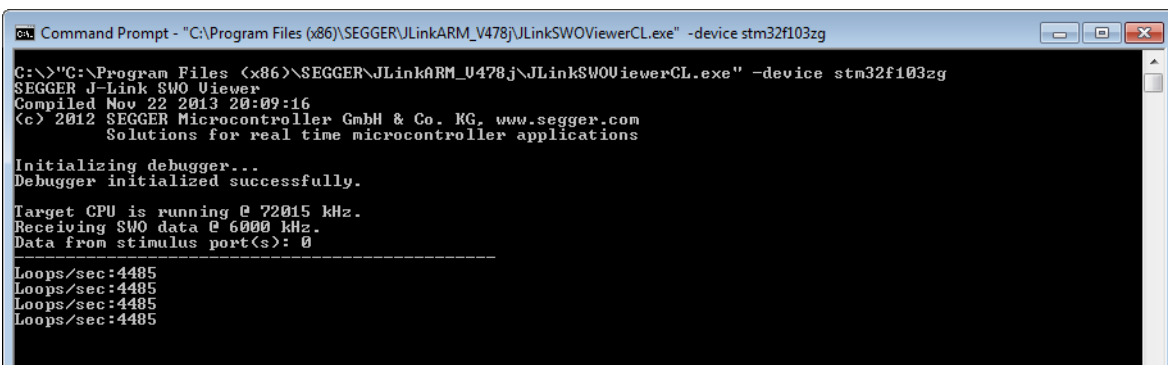 Command Prompt - "C:\Program Files (x86)\SEGGER\JLinkARM_V478j\JLinkSWOViewerCL.exe" -device stm32f103zg
C:\>"C:\Program Files (x86)\SEGGER\JLinkARM_V478j\JLinkSWOViewerCL.exe" -device stm32f103zg
SEGGER J-Link SWO Viewer
Compiled Nov 22 2013 20:09:16
(c) 2012 SEGGER Microcontroller GmbH & Co. KG, www.segger.com
Solutions for real time microcontroller applications
Initializing debugger...
Debugger initialized successfully.
Target CPU is running @ 72015 kHz.
Receiving SWO data @ 6000 kHz.
Data from stimulus port(s): 0
------------------------------------------------
Loops/sec:4485
Loops/sec:4485
Loops/sec:4485
Loops/sec:4485